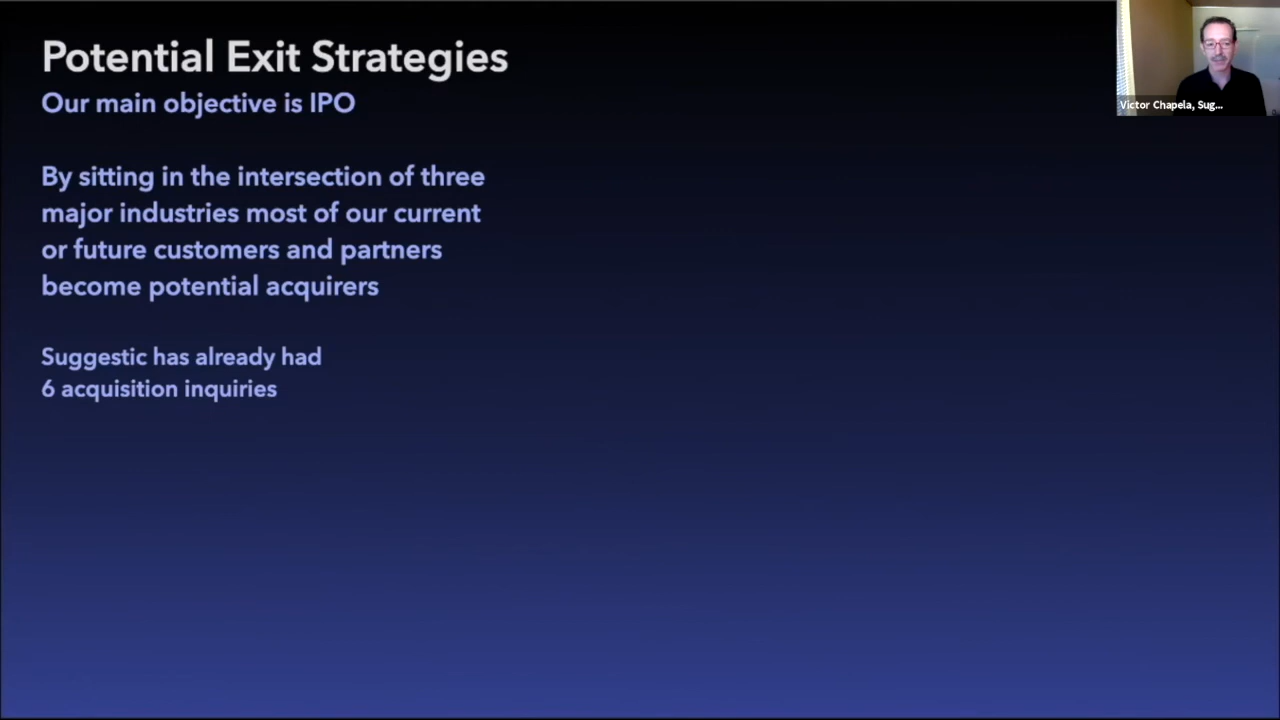 Potential Exit Strategies
Our main objective is IPO
By sitting in the intersection of three
major industries most of our current
or future customers and partners
become potential acquirers
Suggestic has already had
6 acquisition inquiries
Victor Chapela, Sug...